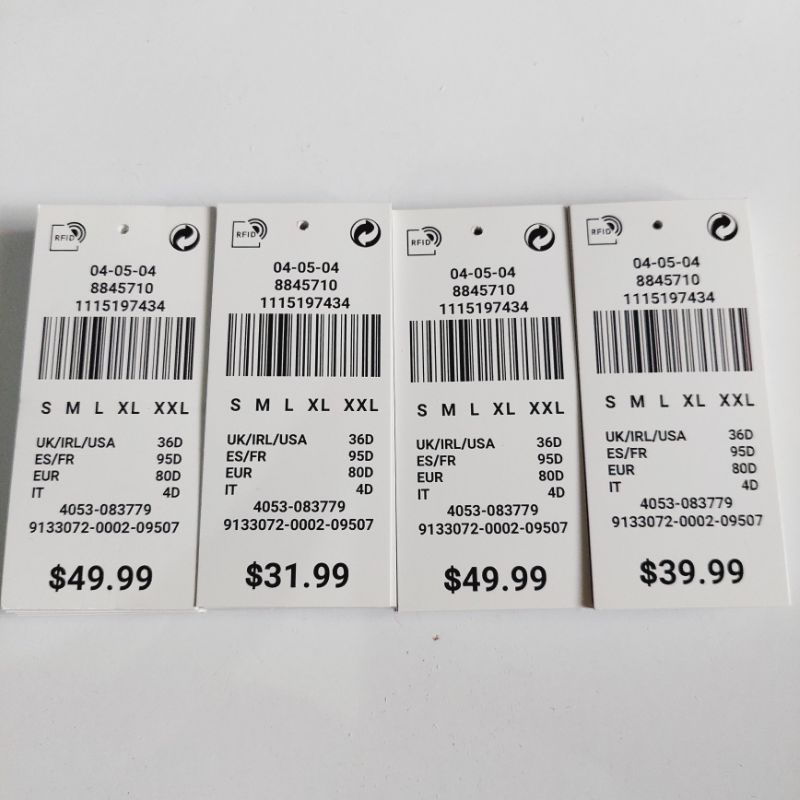 RFID
04-05-04
8845710
1115197434
S M L XL XXL
UK/IRL/USA 36D
ES/FR 95D
EUR 80D
IT 4D
4053-083779
9133072-0002-09507
$49.99
RFID
04-05-04
8845710
1115197434
S M L XL XXL
UK/IRL/USA 36D
ES/FR 95D
EUR 80D
IT 4D
4053-083779
9133072-0002-09507
$31.99
RFID
04-05-04
8845710
1115197434
S M L XL XXL
UK/IRL/USA 36D
ES/FR 95D
EUR 80D
IT 4D
4053-083779
9133072-0002-09507
$49.99
RFID
04-05-04
8845710
1115197434
S M L XL XXL
UK/IRL/USA 36D
ES/FR 95D
EUR 80D
IT 4D
4053-083779
9133072-0002-09507
$39.99